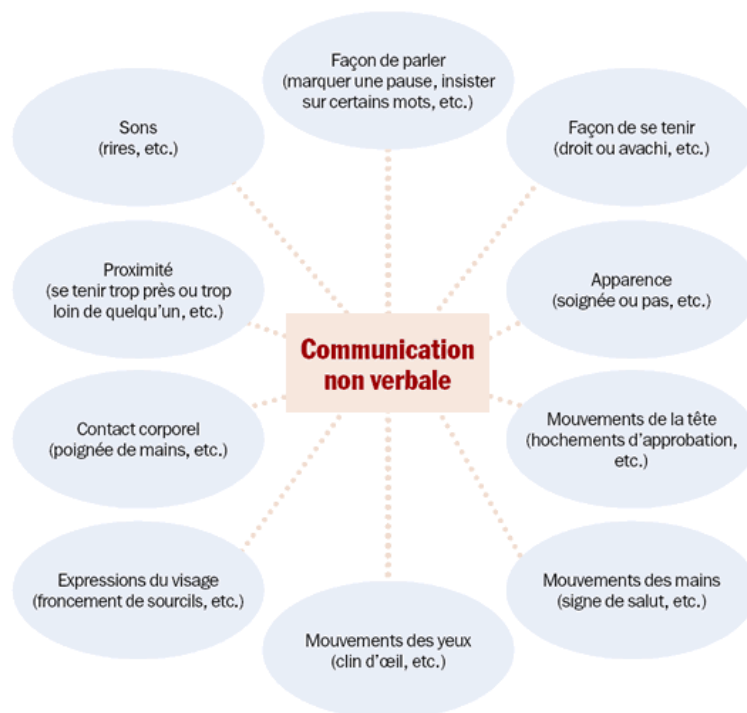 Façon de parler
(marquer une pause, insister
sur certains mots, etc.)
Sons
(rires, etc.)
Façon de se tenir
(droit ou avachi, etc.)
Proximité
(se tenir trop près ou trop
loin de quelqu'un, etc.)
Apparence
(soignée ou pas, etc.)
Communication
non verbale
Contact corporel
(poignée de mains, etc.)
Mouvements de la tête
(hochements d'approbation,
etc.)
Expressions du visage
(froncement de sourcils, etc.)
Mouvements des mains
(signe de salut, etc.)
Mouvements des yeux
(clin d'œil, etc.)